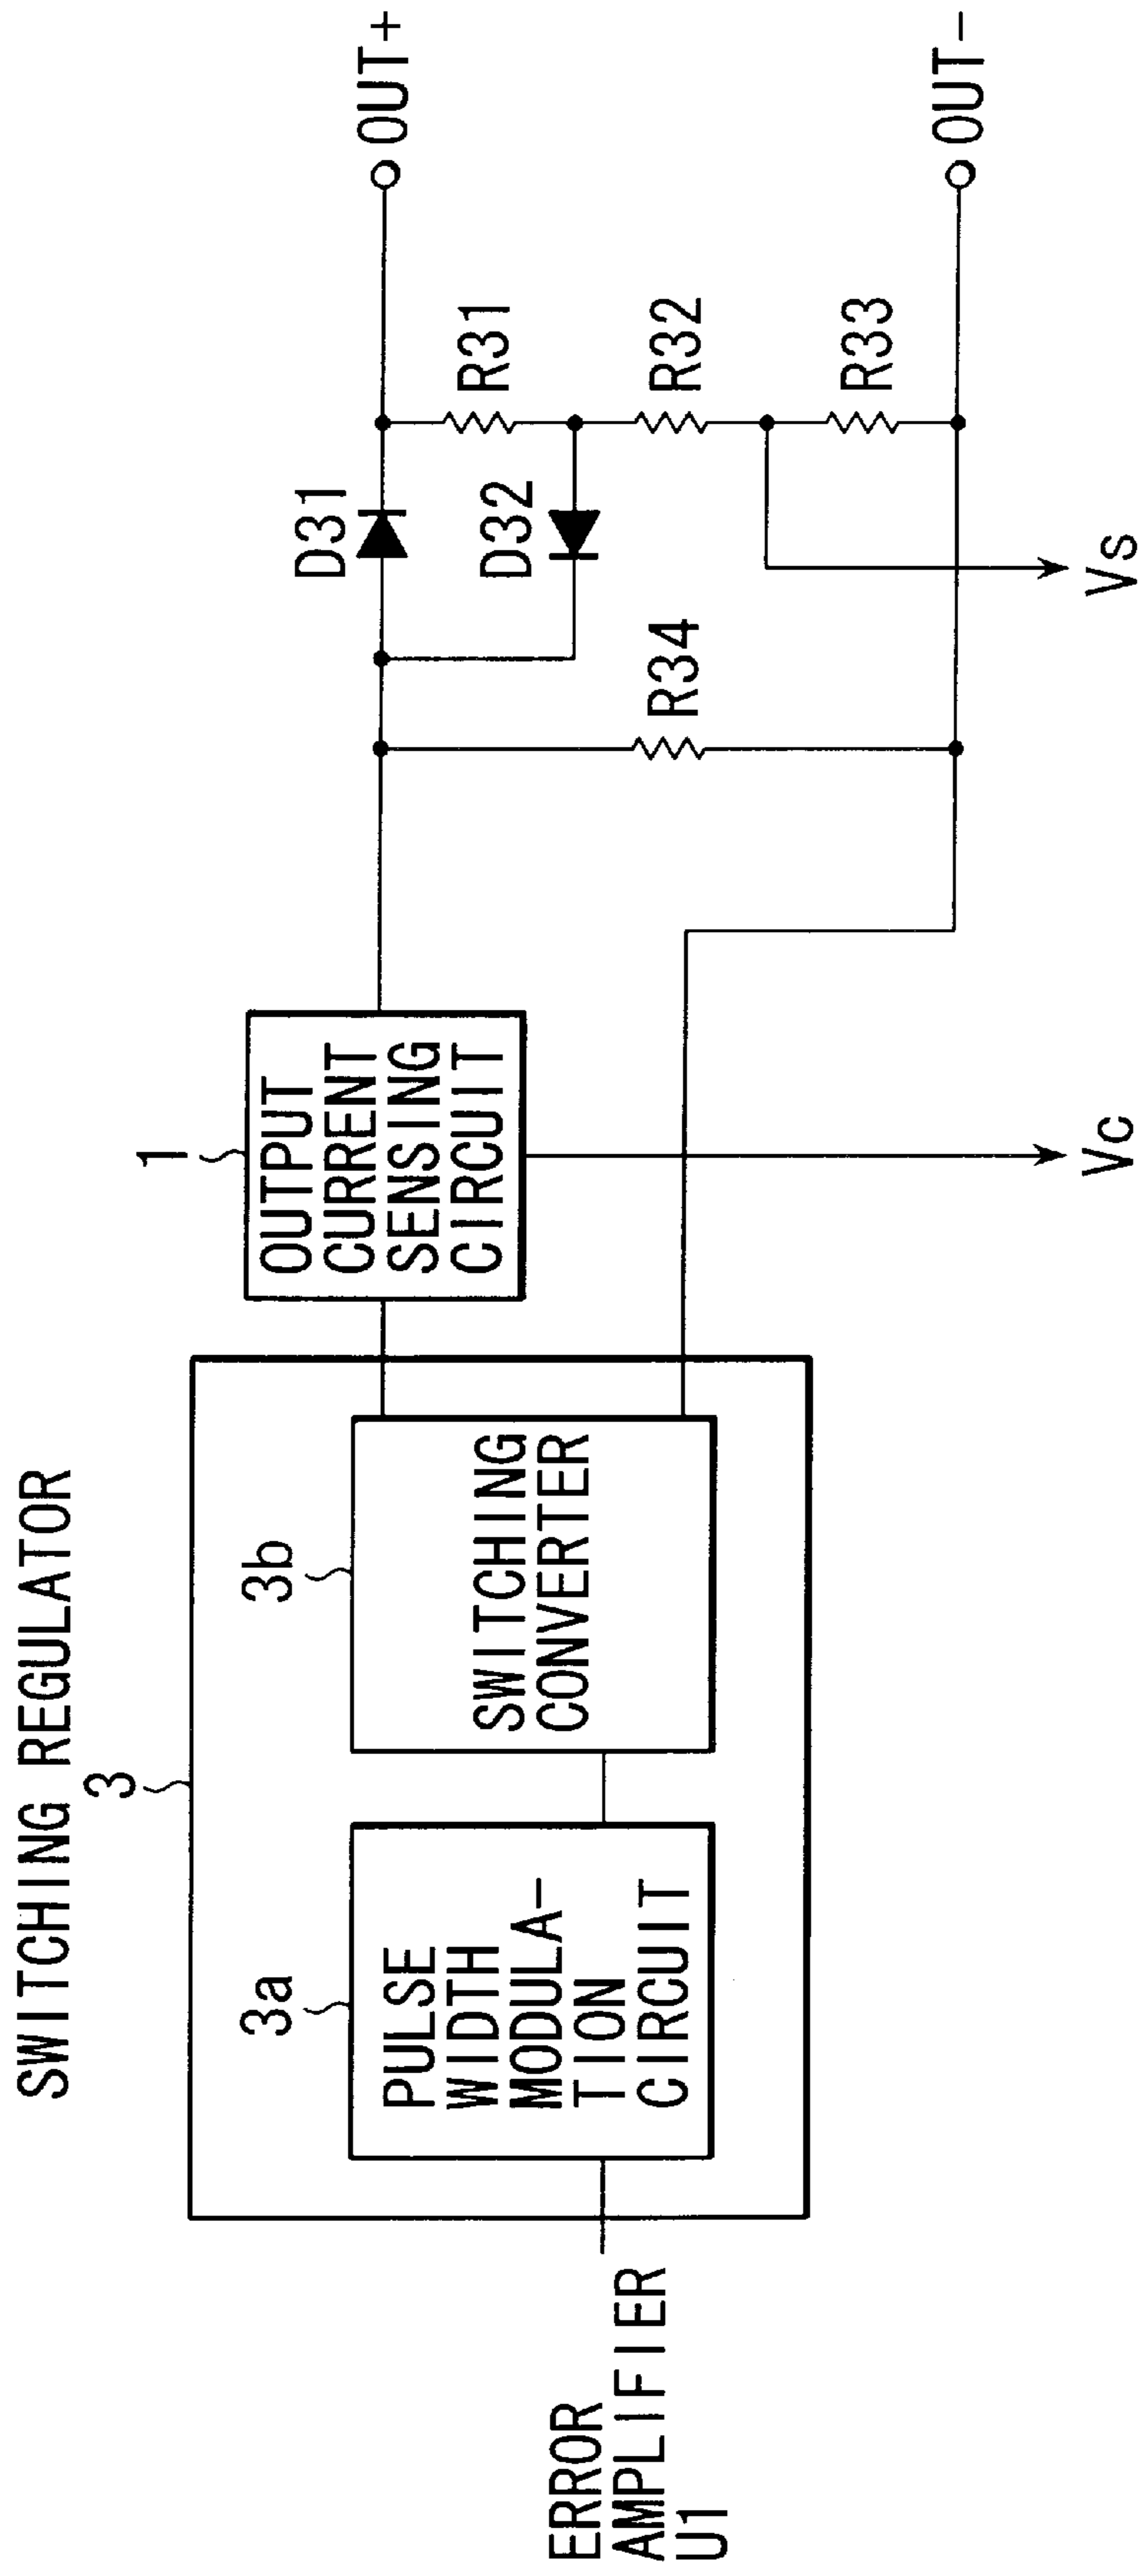 SWITCHING REGULATOR
3
3a
PULSE
WIDTH
MODULA-
TION
CIRCUIT
3b
SWITCHING
CONVERTER
ERROR
AMPLIFIER
U1
1
OUTPUT
CURRENT
SENSING
CIRCUIT
Vc
D31
D32
R34
R31
R32
R33
Vs
OUT+
OUT-